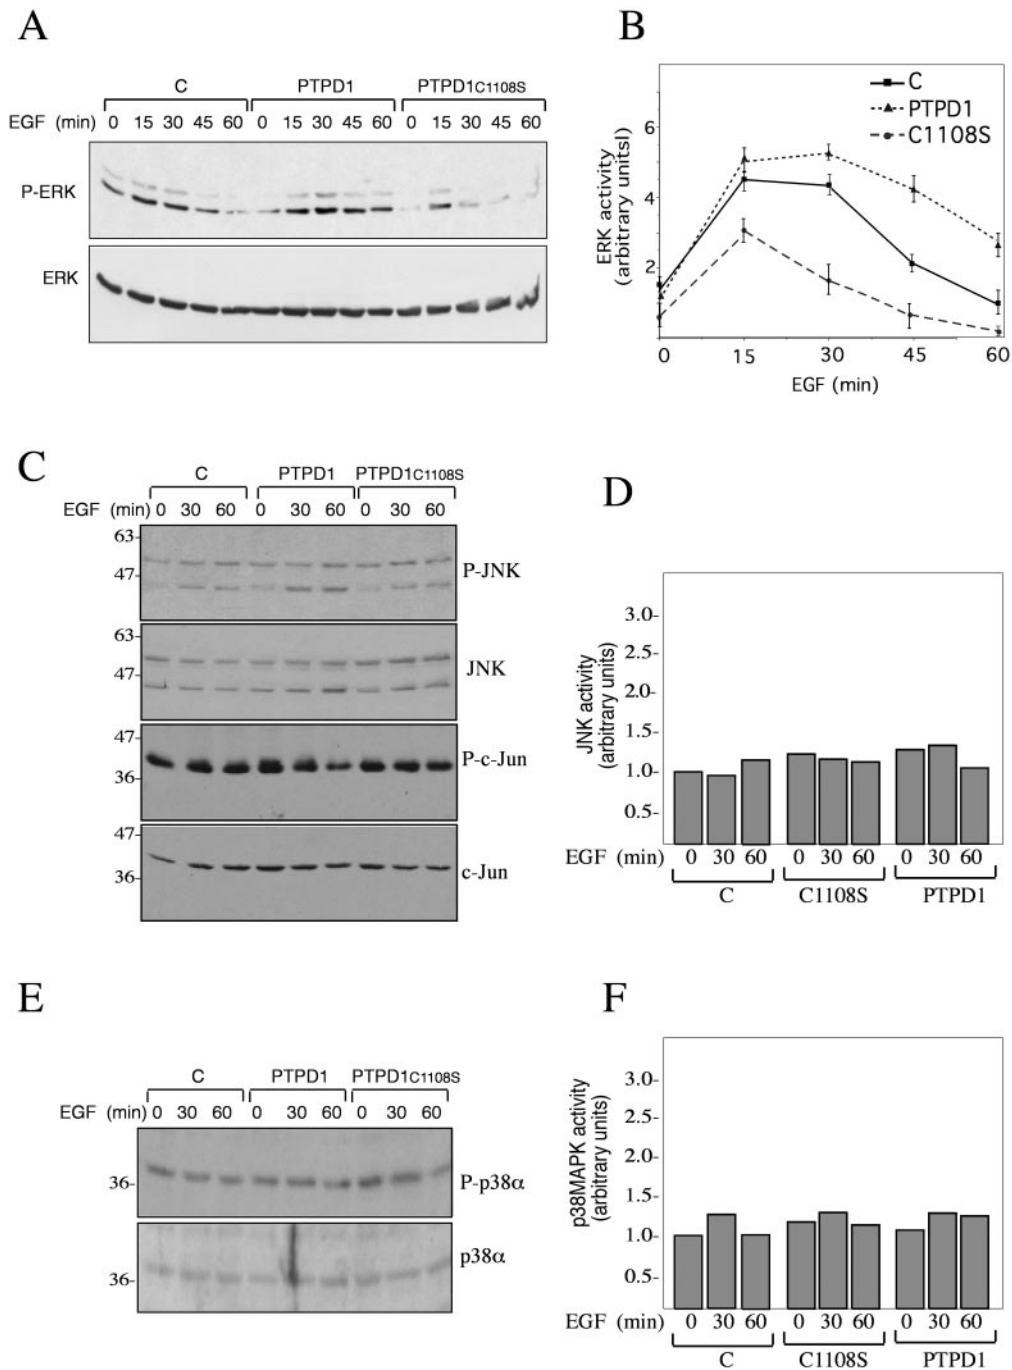 A
C PTPD1 PTPD1C1108S
EGF (min) 0 15 30 45 60 0 15 30 45 60 0 15 30 45 60
P-ERK
ERK
B
C
PTPD1
C1108S
ERK activity
(arbitrary unitsl)
6
4
2
0 15 30 45 60
EGF (min)
C
C PTPD1 PTPD1C1108S
EGF (min) 0 30 60 0 30 60 0 30 60
63-
47-
P-JNK
63-
47-
JNK
47-
36-
P-c-Jun
47-
36-
c-Jun
D
JNK activity
(arbitrary units)
3.0-
2.5-
2.0-
1.5-
1.0-
0.5-
EGF (min) 0 30 60 0 30 60 0 30 60
C C1108S PTPD1
E
C PTPD1 PTPD1C1108S
EGF (min) 0 30 60 0 30 60 0 30 60
36-
P-p38α
36-
p38α
F
p38MAPK activity
(arbitrary units)
3.0-
2.5-
2.0-
1.5-
1.0-
0.5-
EGF (min) 0 30 60 0 30 60 0 30 60
C C1108S PTPD1